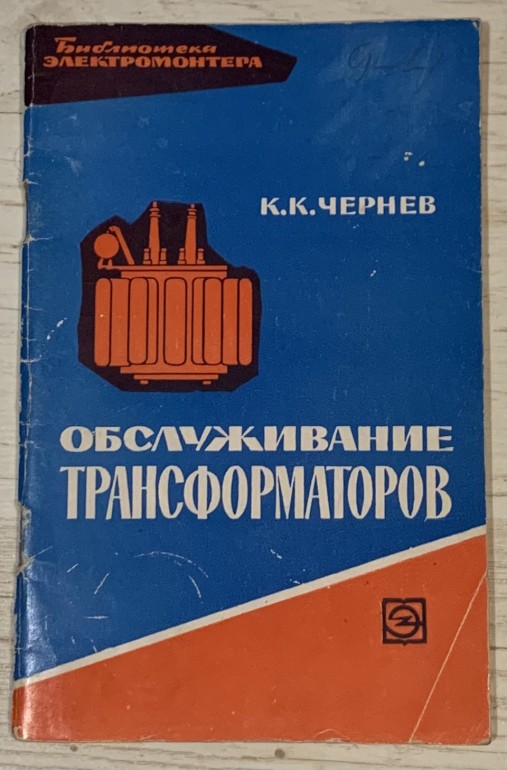 Библиотека
ЭЛЕКТРОМОНТЕРА
К.К.ЧЕРНЕВ
ОБСЛУЖИВАНИЕ
ТРАНСФОРМАТОРОВ